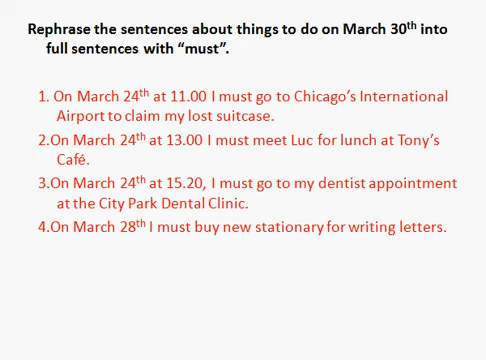 Rephrase the sentences about things to do on March 30th into
full sentences with “must”.
1. On March 24th at 11.00 I must go to Chicago’s International
Airport to claim my lost suitcase.
2.On March 24th at 13.00 I must meet Luc for lunch at Tony’s
Café.
3.On March 24th at 15.20, I must go to my dentist appointment
at the City Park Dental Clinic.
4.On March 28th I must buy new stationary for writing letters.